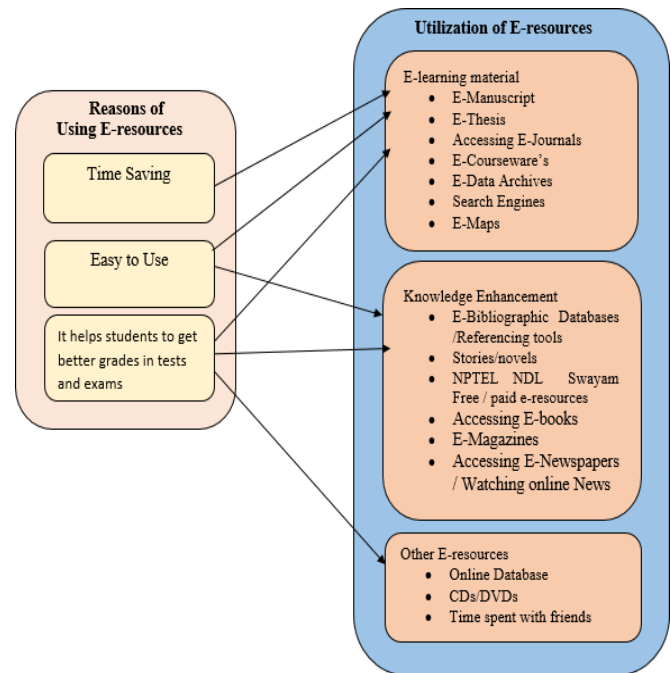 Reasons of
Using E-resources
Time Saving
Easy to Use
It helps students to get
better grades in tests
and exams
Utilization of E-resources
E-learning material
• E-Manuscript
• E-Thesis
• Accessing E-Journals
• E-Courseware’s
• E-Data Archives
• Search Engines
• E-Maps
Knowledge Enhancement
• E-Bibliographic Databases
/Referencing tools
• Stories/novels
• NPTEL NDL Swayam
Free / paid e-resources
• Accessing E-books
• E-Magazines
• Accessing E-Newspapers
/ Watching online News
Other E-resources
• Online Database
• CDs/DVDs
• Time spent with friends